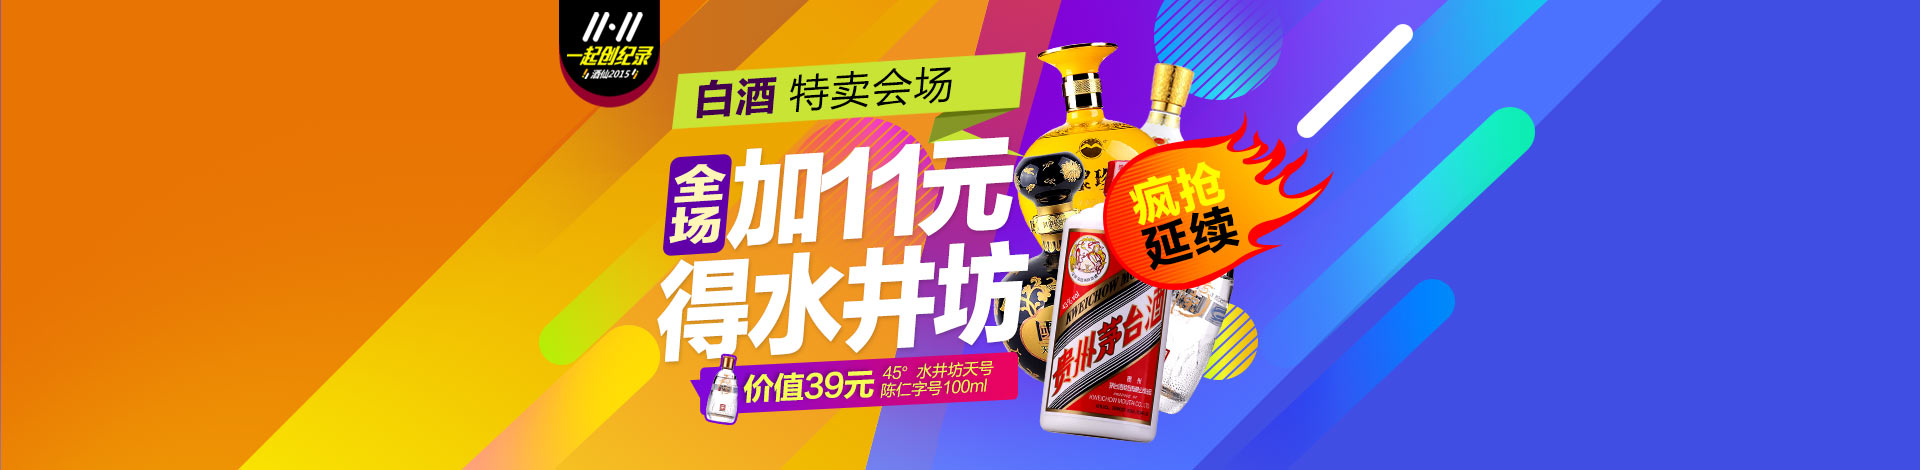 11·11
一起创纪录
酒仙2015
白酒 特卖会场
全场
加11元
得水井坊
价值39元
45° 水井坊天号
陈仁字号100ml
疯抢
延续
KWEICHOW
贵州茅台酒